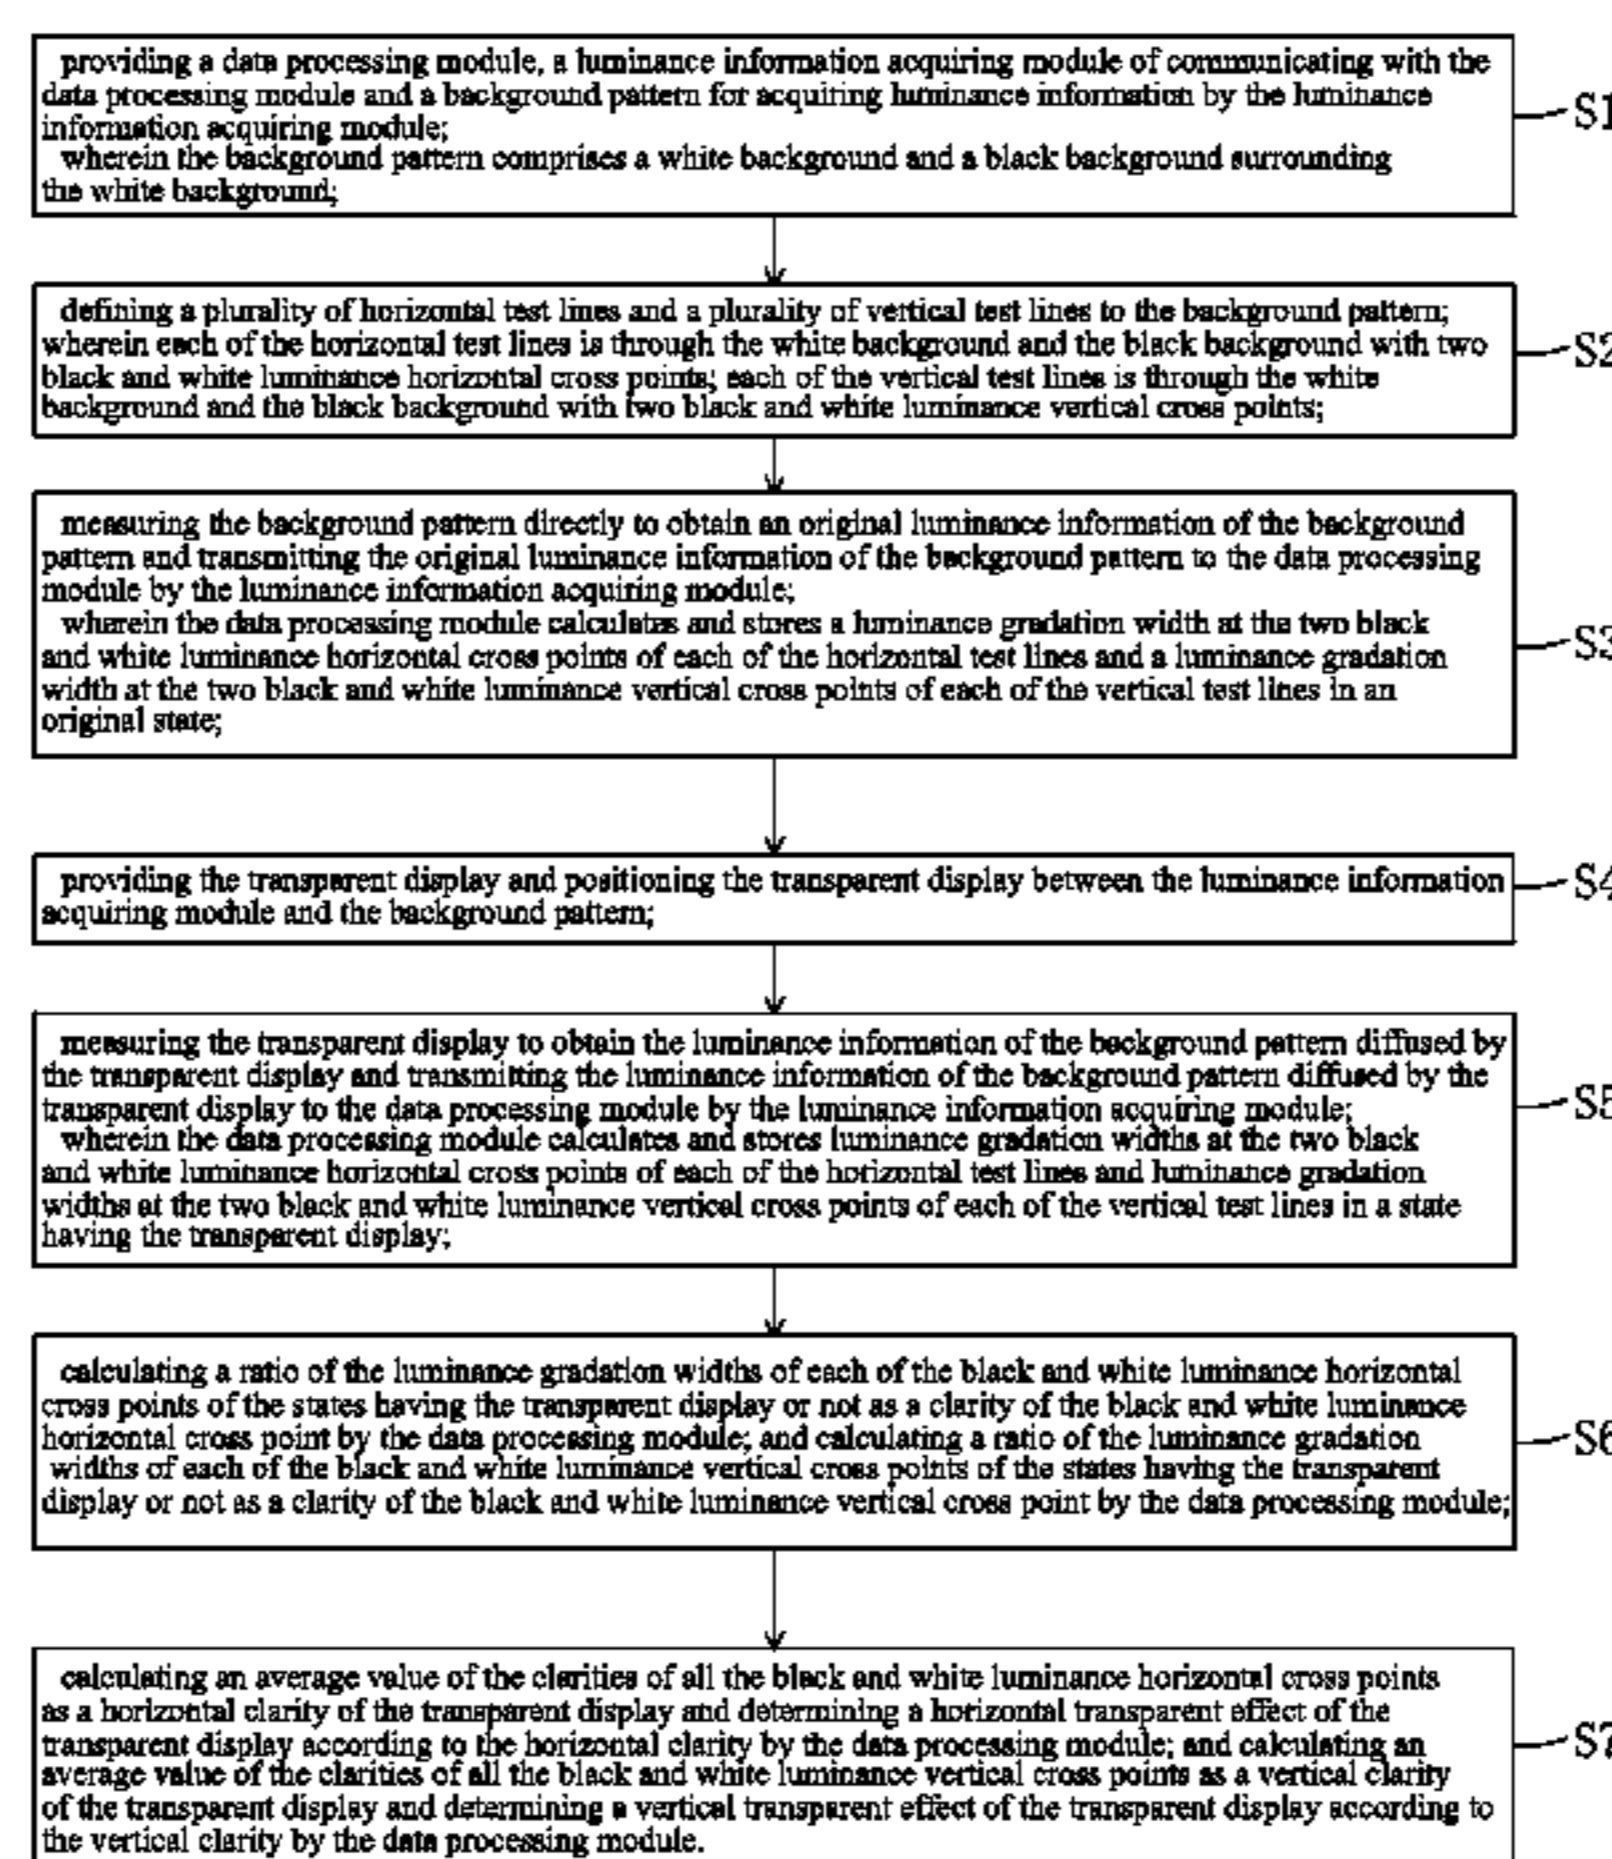 providing a data processing module, a luminance information acquiring module of communicating with the
data processing module and a background pattern for acquiring luminance information by the luminance
information acquiring module;
wherein the background pattern comprises a white background and a black background surrounding
the white background;
S1
defining a plurality of horizontal test lines and a plurality of vertical test lines to the background pattern;
wherein each of the horizontal test lines is through the white background and the black background with two
black and white luminance horizontal cross points; each of the vertical test lines is through the white
background and the black background with two black and white luminance vertical cross points;
S2
measuring the background pattern directly to obtain an original luminance information of the background
pattern and transmitting the original luminance information of the background pattern to the data processing
module by the luminance information acquiring module;
wherein the data processing module calculates and stores a luminance gradation width at the two black
and white luminance horizontal cross points of each of the horizontal test lines and a luminance gradation
width at the two black and white luminance vertical cross points of each of the vertical test lines in an
original state;
S3
providing the transparent display and positioning the transparent display between the luminance information
acquiring module and the background pattern;
S4
measuring the transparent display to obtain the luminance information of the background pattern diffused by
the transparent display and transmitting the luminance information of the background pattern diffused by the
transparent display to the data processing module by the luminance information acquiring module;
wherein the data processing module calculates and stores luminance gradation widths at the two black
and white luminance horizontal cross points of each of the horizontal test lines and luminance gradation
widths at the two black and white luminance vertical cross points of each of the vertical test lines in a state
having the transparent display;
S5
calculating a ratio of the luminance gradation widths of each of the black and white luminance horizontal
cross points of the states having the transparent display or not as a clarity of the black and white luminance
horizontal cross point by the data processing module; and calculating a ratio of the luminance gradation
widths of each of the black and white luminance vertical cross points of the states having the transparent
display or not as a clarity of the black and white luminance vertical cross point by the data processing module;
S6
calculating an average value of the clarities of all the black and white luminance horizontal cross points
as a horizontal clarity of the transparent display and determining a horizontal transparent effect of the
transparent display according to the horizontal clarity by the data processing module; and calculating an
average value of the clarities of all the black and white luminance vertical cross points as a vertical clarity
of the transparent display and determining a vertical transparent effect of the transparent display according to
the vertical clarity by the data processing module.
S7